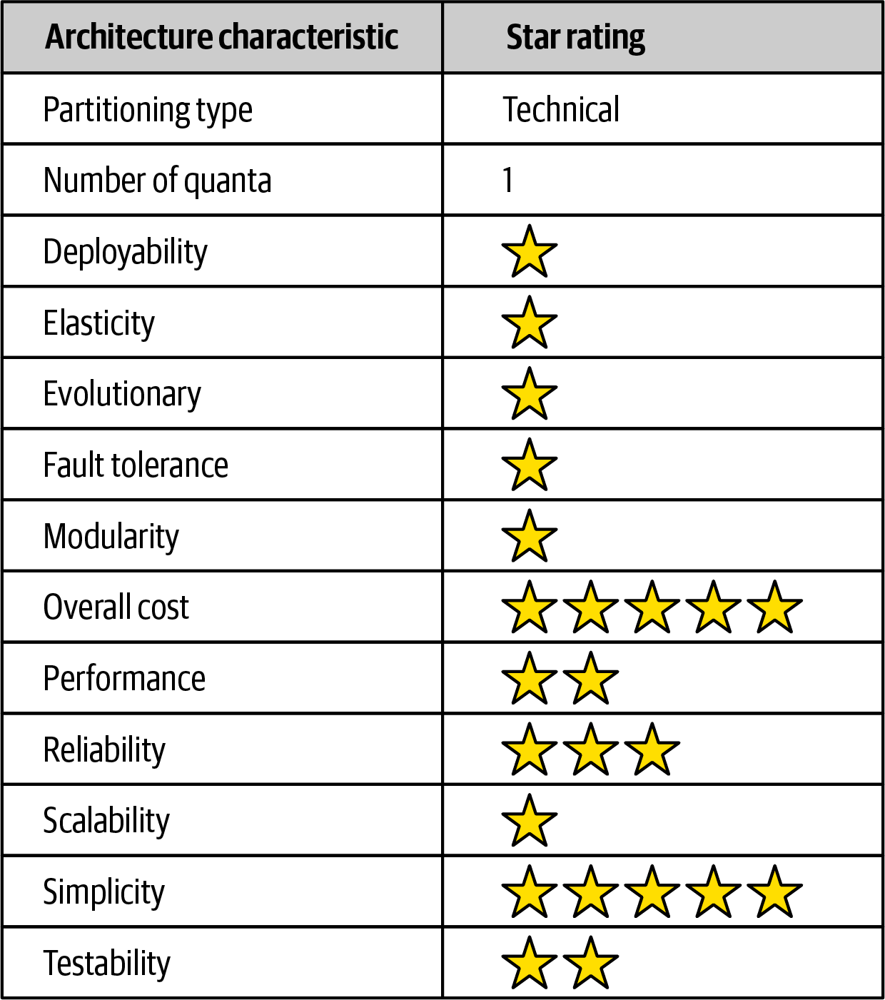 Architecture characteristic Star rating
Partitioning type Technical
Number of quanta 1
Deployability
Elasticity
Evolutionary
Fault tolerance
Modularity
Overall cost
Performance
Reliability
Scalability
Simplicity
Testability